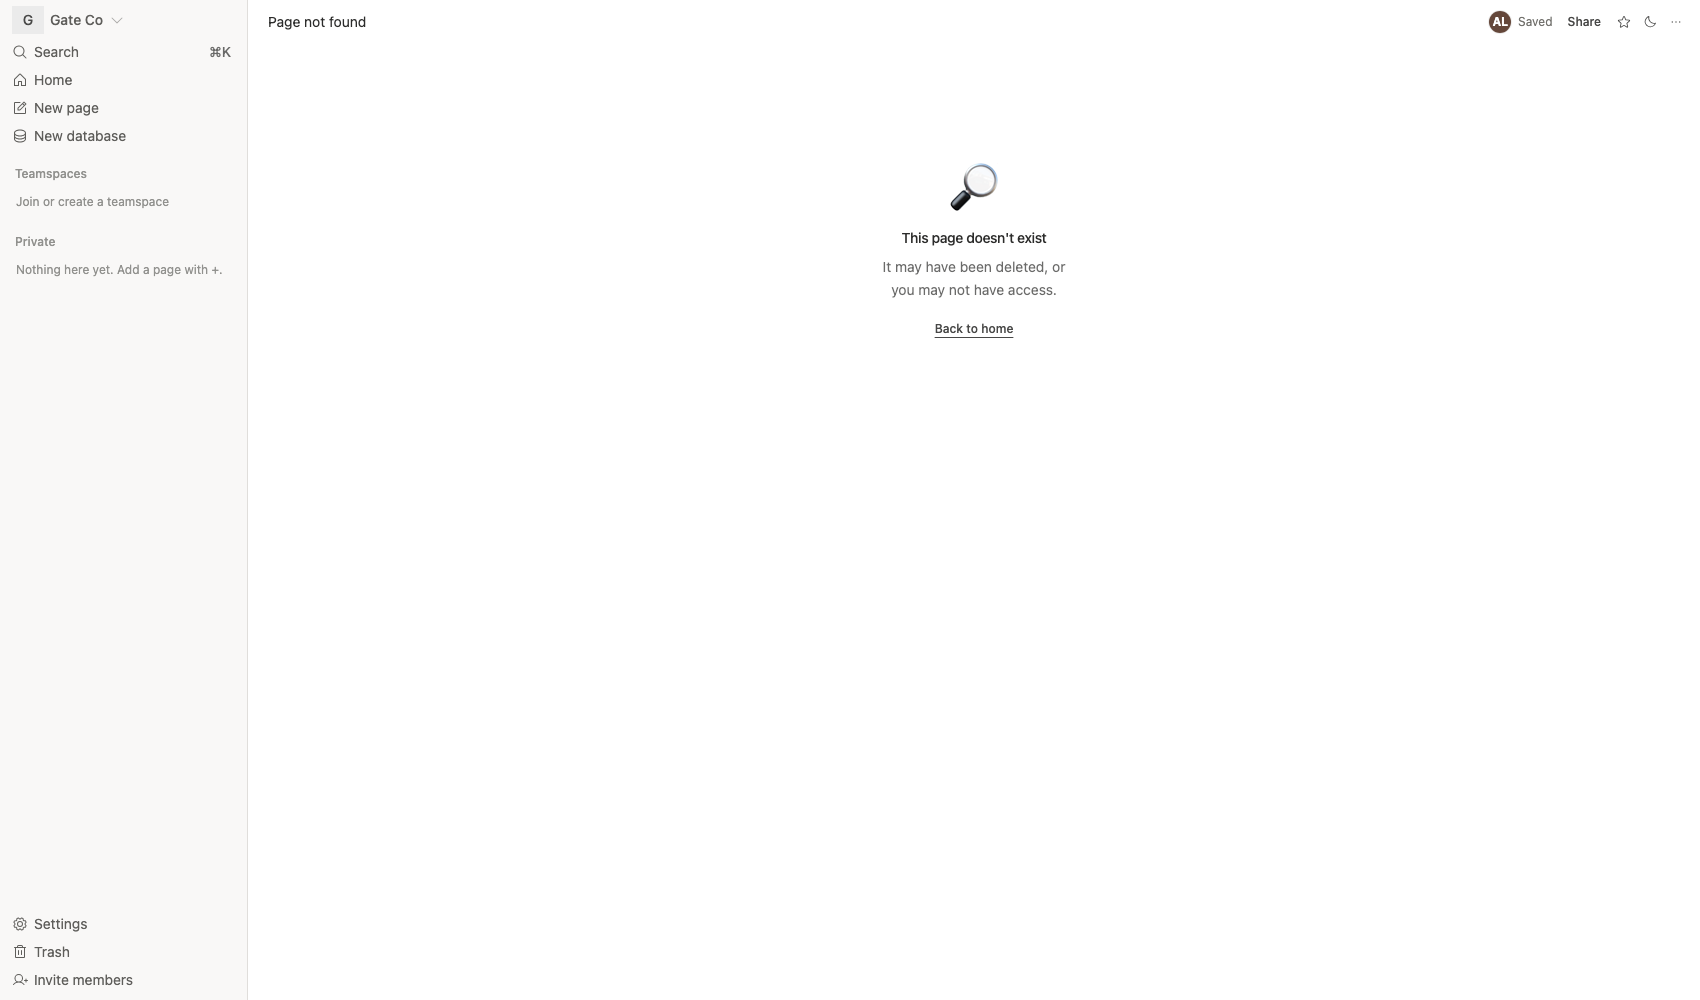 G Gate Co
Search ⌘K
Home
New page
New database
Teamspaces
Join or create a teamspace
Private
Nothing here yet. Add a page with +.
Settings
Trash
Invite members
Page not found
AL Saved Share
This page doesn't exist
It may have been deleted, or
you may not have access.
Back to home